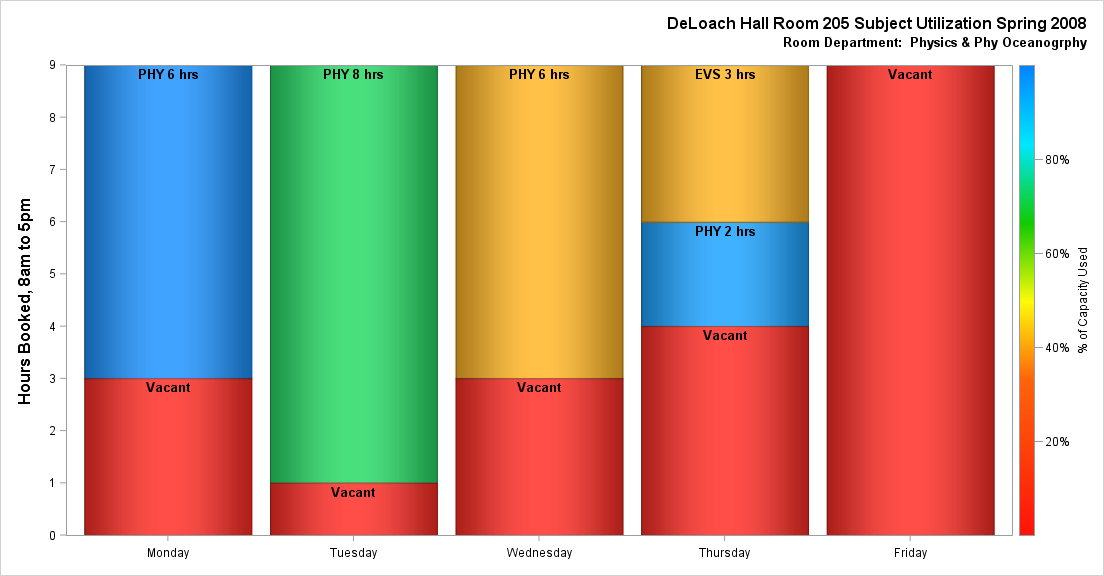 DeLoach Hall Room 205 Subject Utilization Spring 2008
Room Department: Physics & Phy Oceanogrphy
Hours Booked, 8am to 5pm
9
8
7
6
5
4
3
2
1
0
PHY 6 hrs
Vacant
PHY 8 hrs
Vacant
PHY 6 hrs
Vacant
EVS 3 hrs
PHY 2 hrs
Vacant
Vacant
Monday
Tuesday
Wednesday
Thursday
Friday
80%
60%
40%
20%
% of Capacity Used